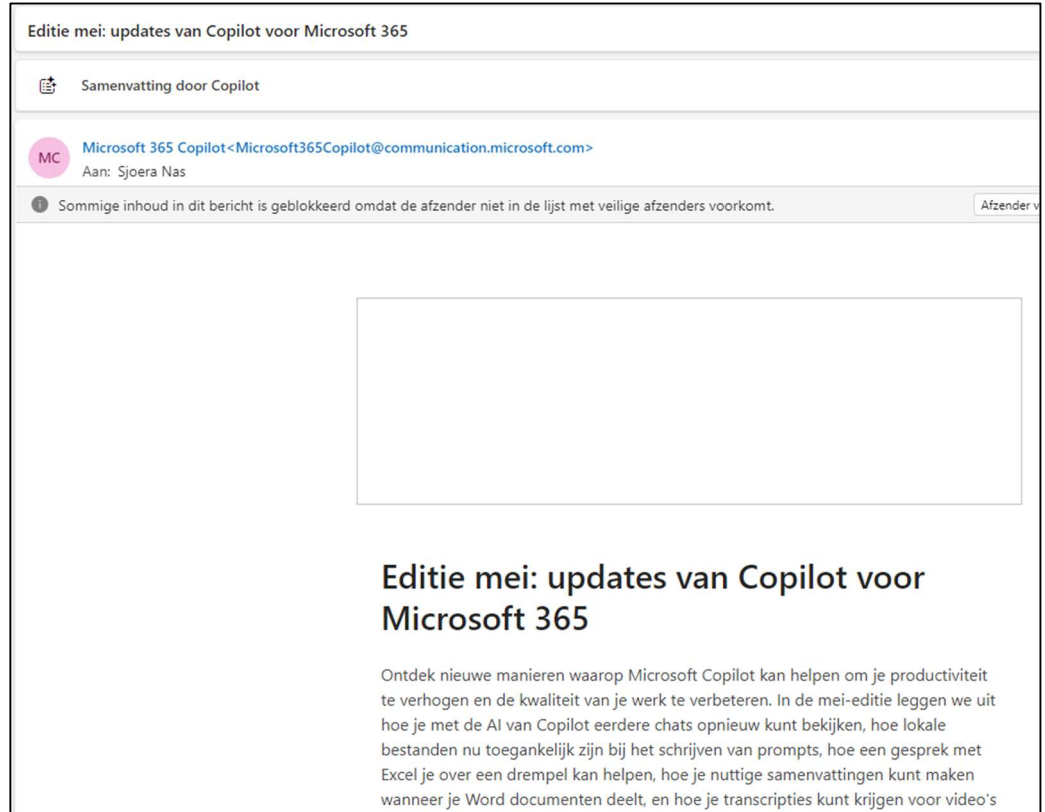 Editie mei: updates van Copilot voor Microsoft 365
Samenvatting door Copilot
MC
Microsoft 365 Copilot<Microsoft365Copilot@communication.microsoft.com>
Aan: Sjoera Nas
Sommige inhoud in dit bericht is geblokkeerd omdat de afzender niet in de lijst met veilige afzenders voorkomt.
Afzender v
Editie mei: updates van Copilot voor
Microsoft 365
Ontdek nieuwe manieren waarop Microsoft Copilot kan helpen om je productiviteit
te verhogen en de kwaliteit van je werk te verbeteren. In de mei-editie leggen we uit
hoe je met de AI van Copilot eerdere chats opnieuw kunt bekijken, hoe lokale
bestanden nu toegankelijk zijn bij het schrijven van prompts, hoe een gesprek met
Excel je over een drempel kan helpen, hoe je nuttige samenvattingen kunt maken
wanneer je Word documenten deelt, en hoe je transcripties kunt krijgen voor video's